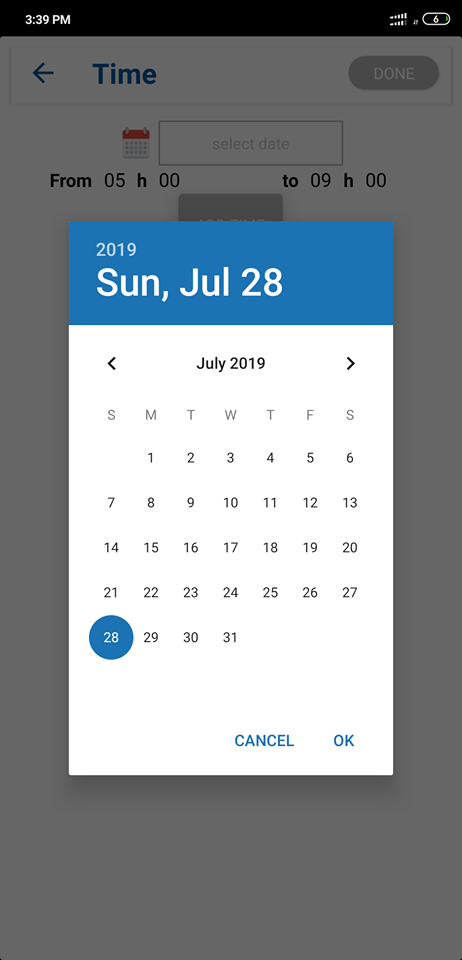 3:39 PM
6
Time
DONE
select date
From 05 h 00 to 09 h 00
2019
Sun, Jul 28
July 2019
S M T W T F S
1 2 3 4 5 6
7 8 9 10 11 12 13
14 15 16 17 18 19 20
21 22 23 24 25 26 27
28 29 30 31
CANCEL OK